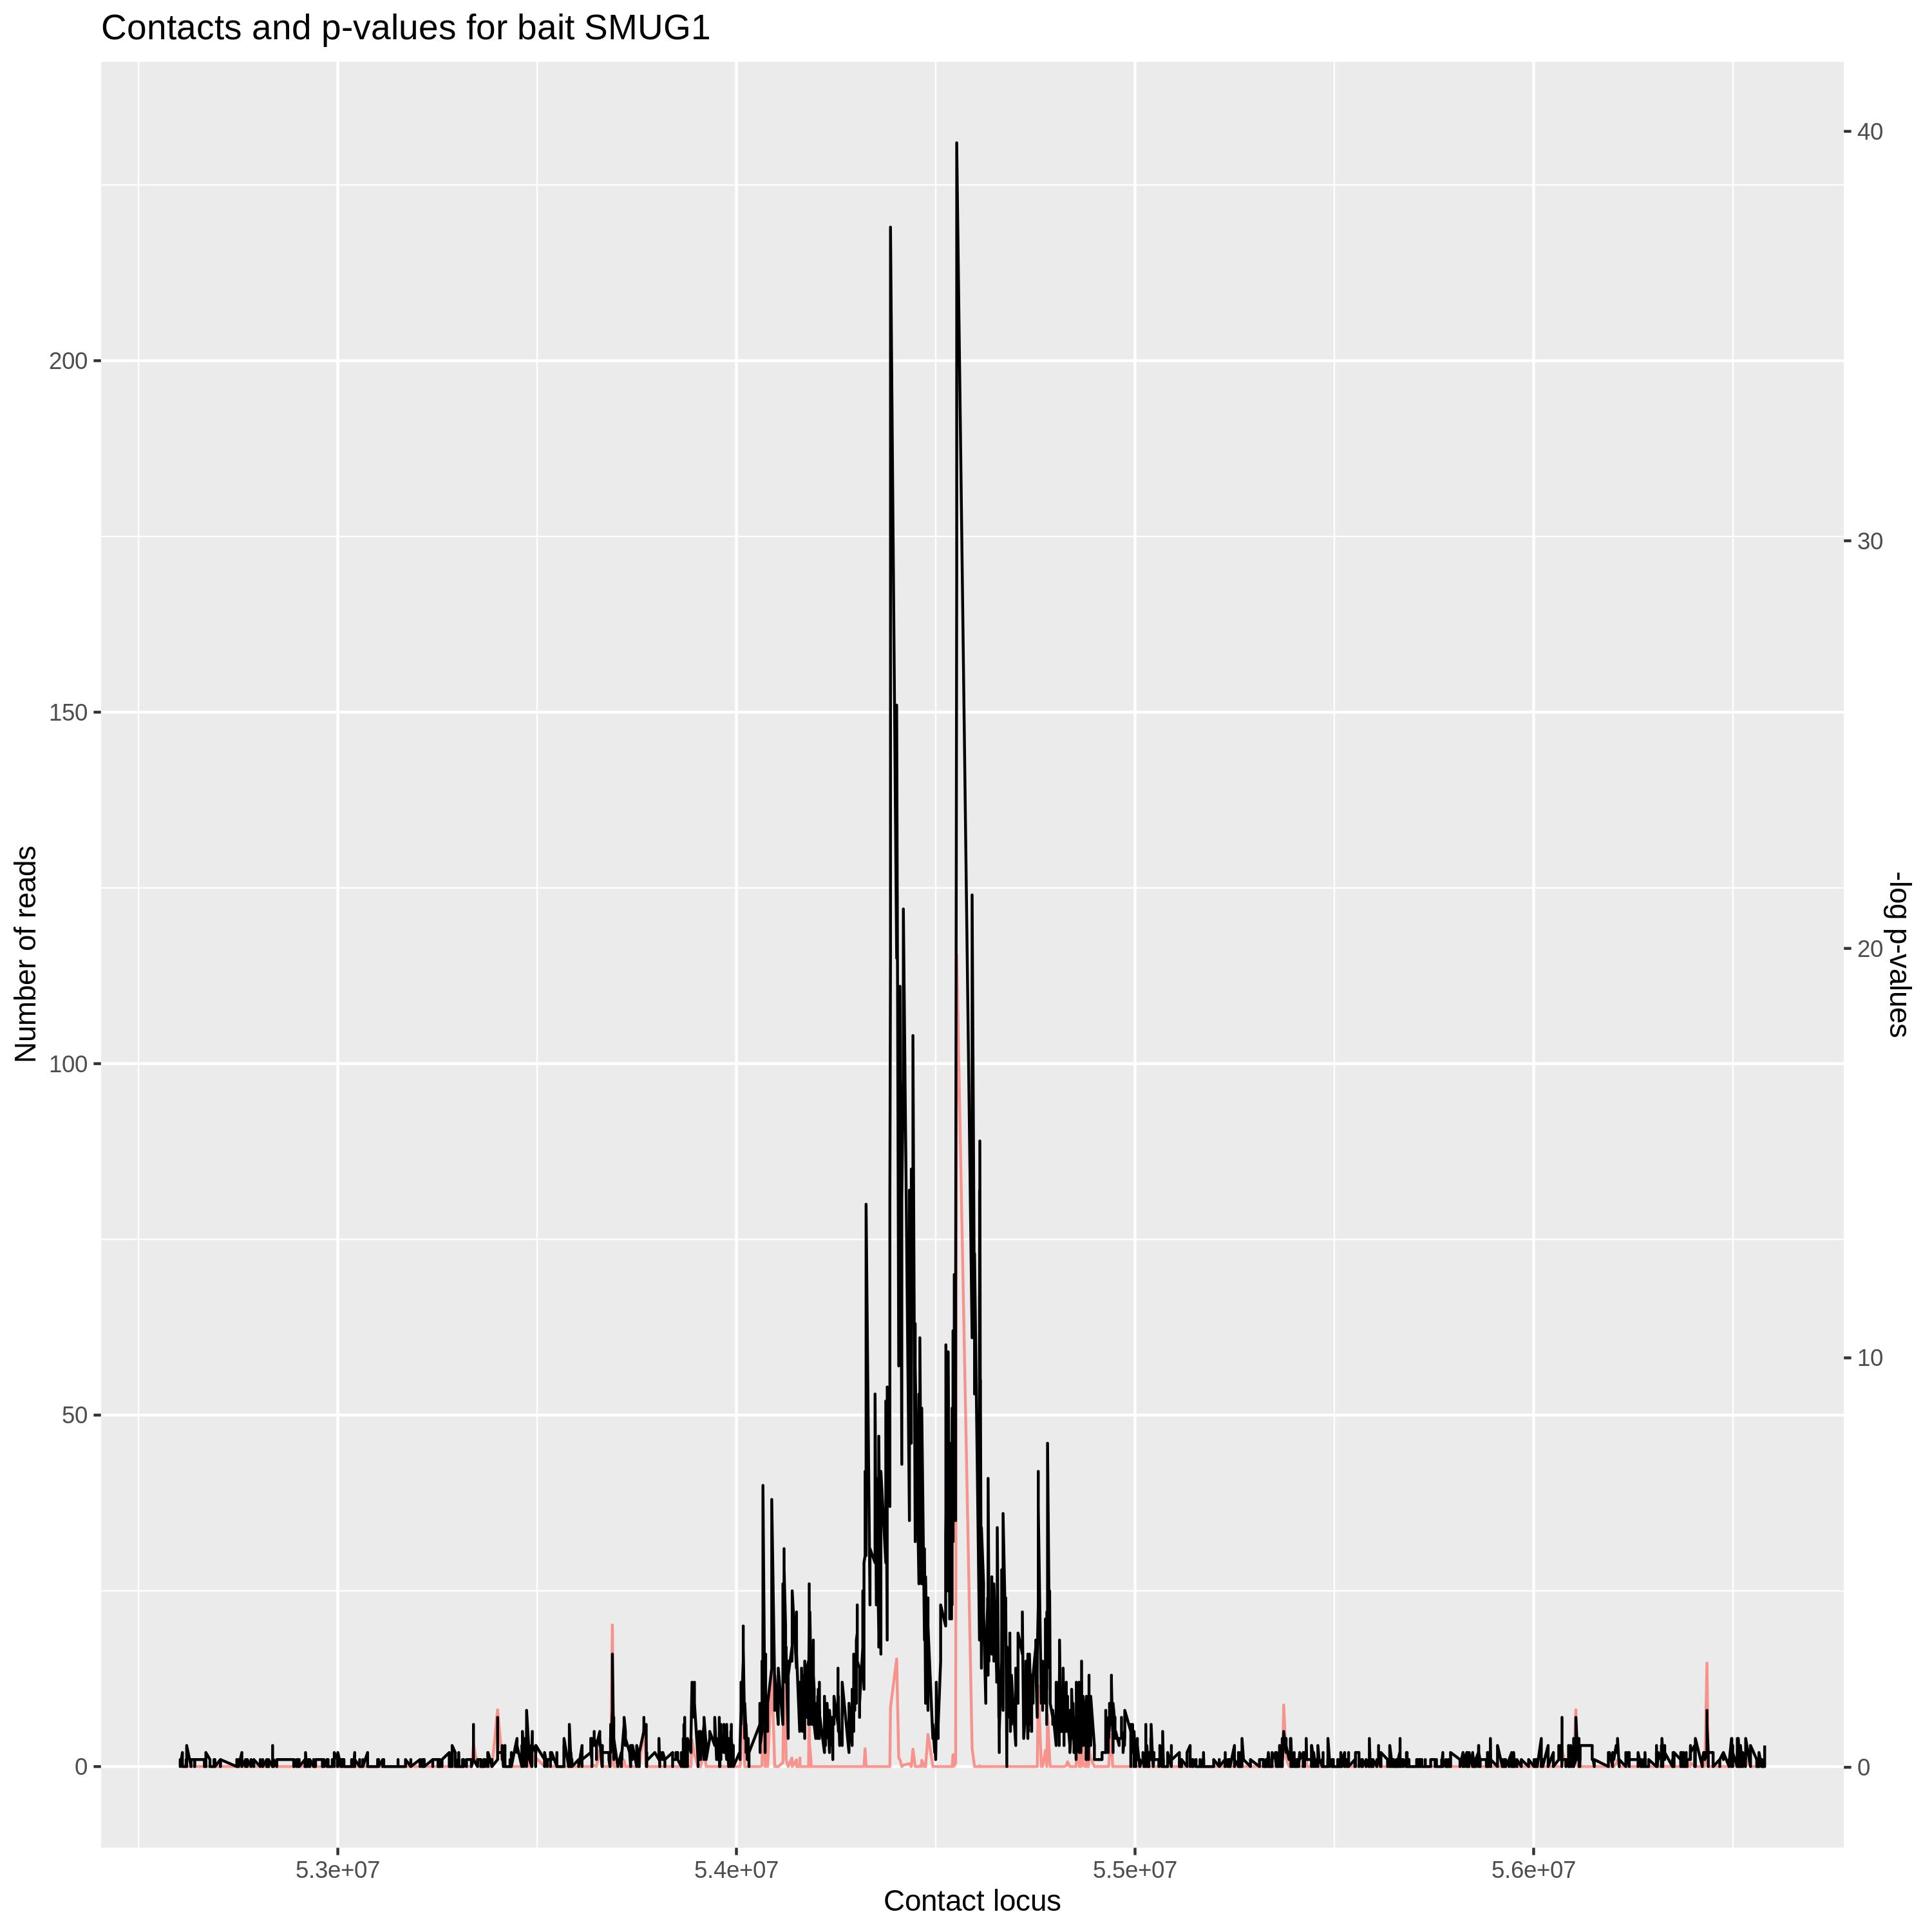 Contacts and p-values for bait SMUG1
200
150
100
50
0
Number of reads
40
30
20
10
0
-log p-values
5.3e+07
5.4e+07
5.5e+07
5.6e+07
Contact locus